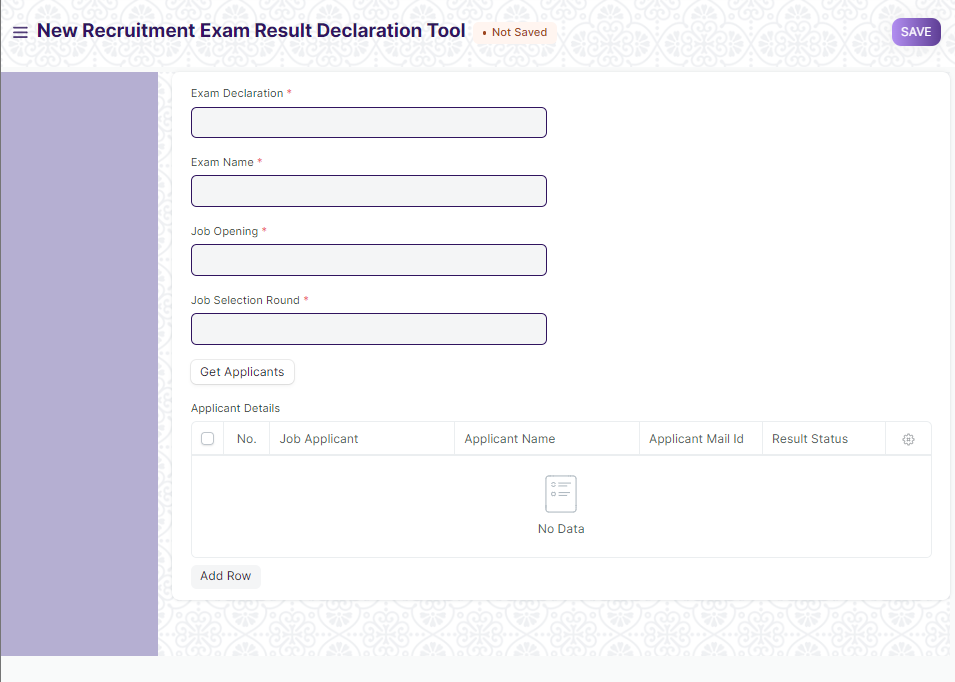 New Recruitment Exam Result Declaration Tool • Not Saved SAVE
Exam Declaration *
Exam Name *
Job Opening *
Job Selection Round *
Get Applicants
Applicant Details
No. Job Applicant Applicant Name Applicant Mail Id Result Status
No Data
Add Row